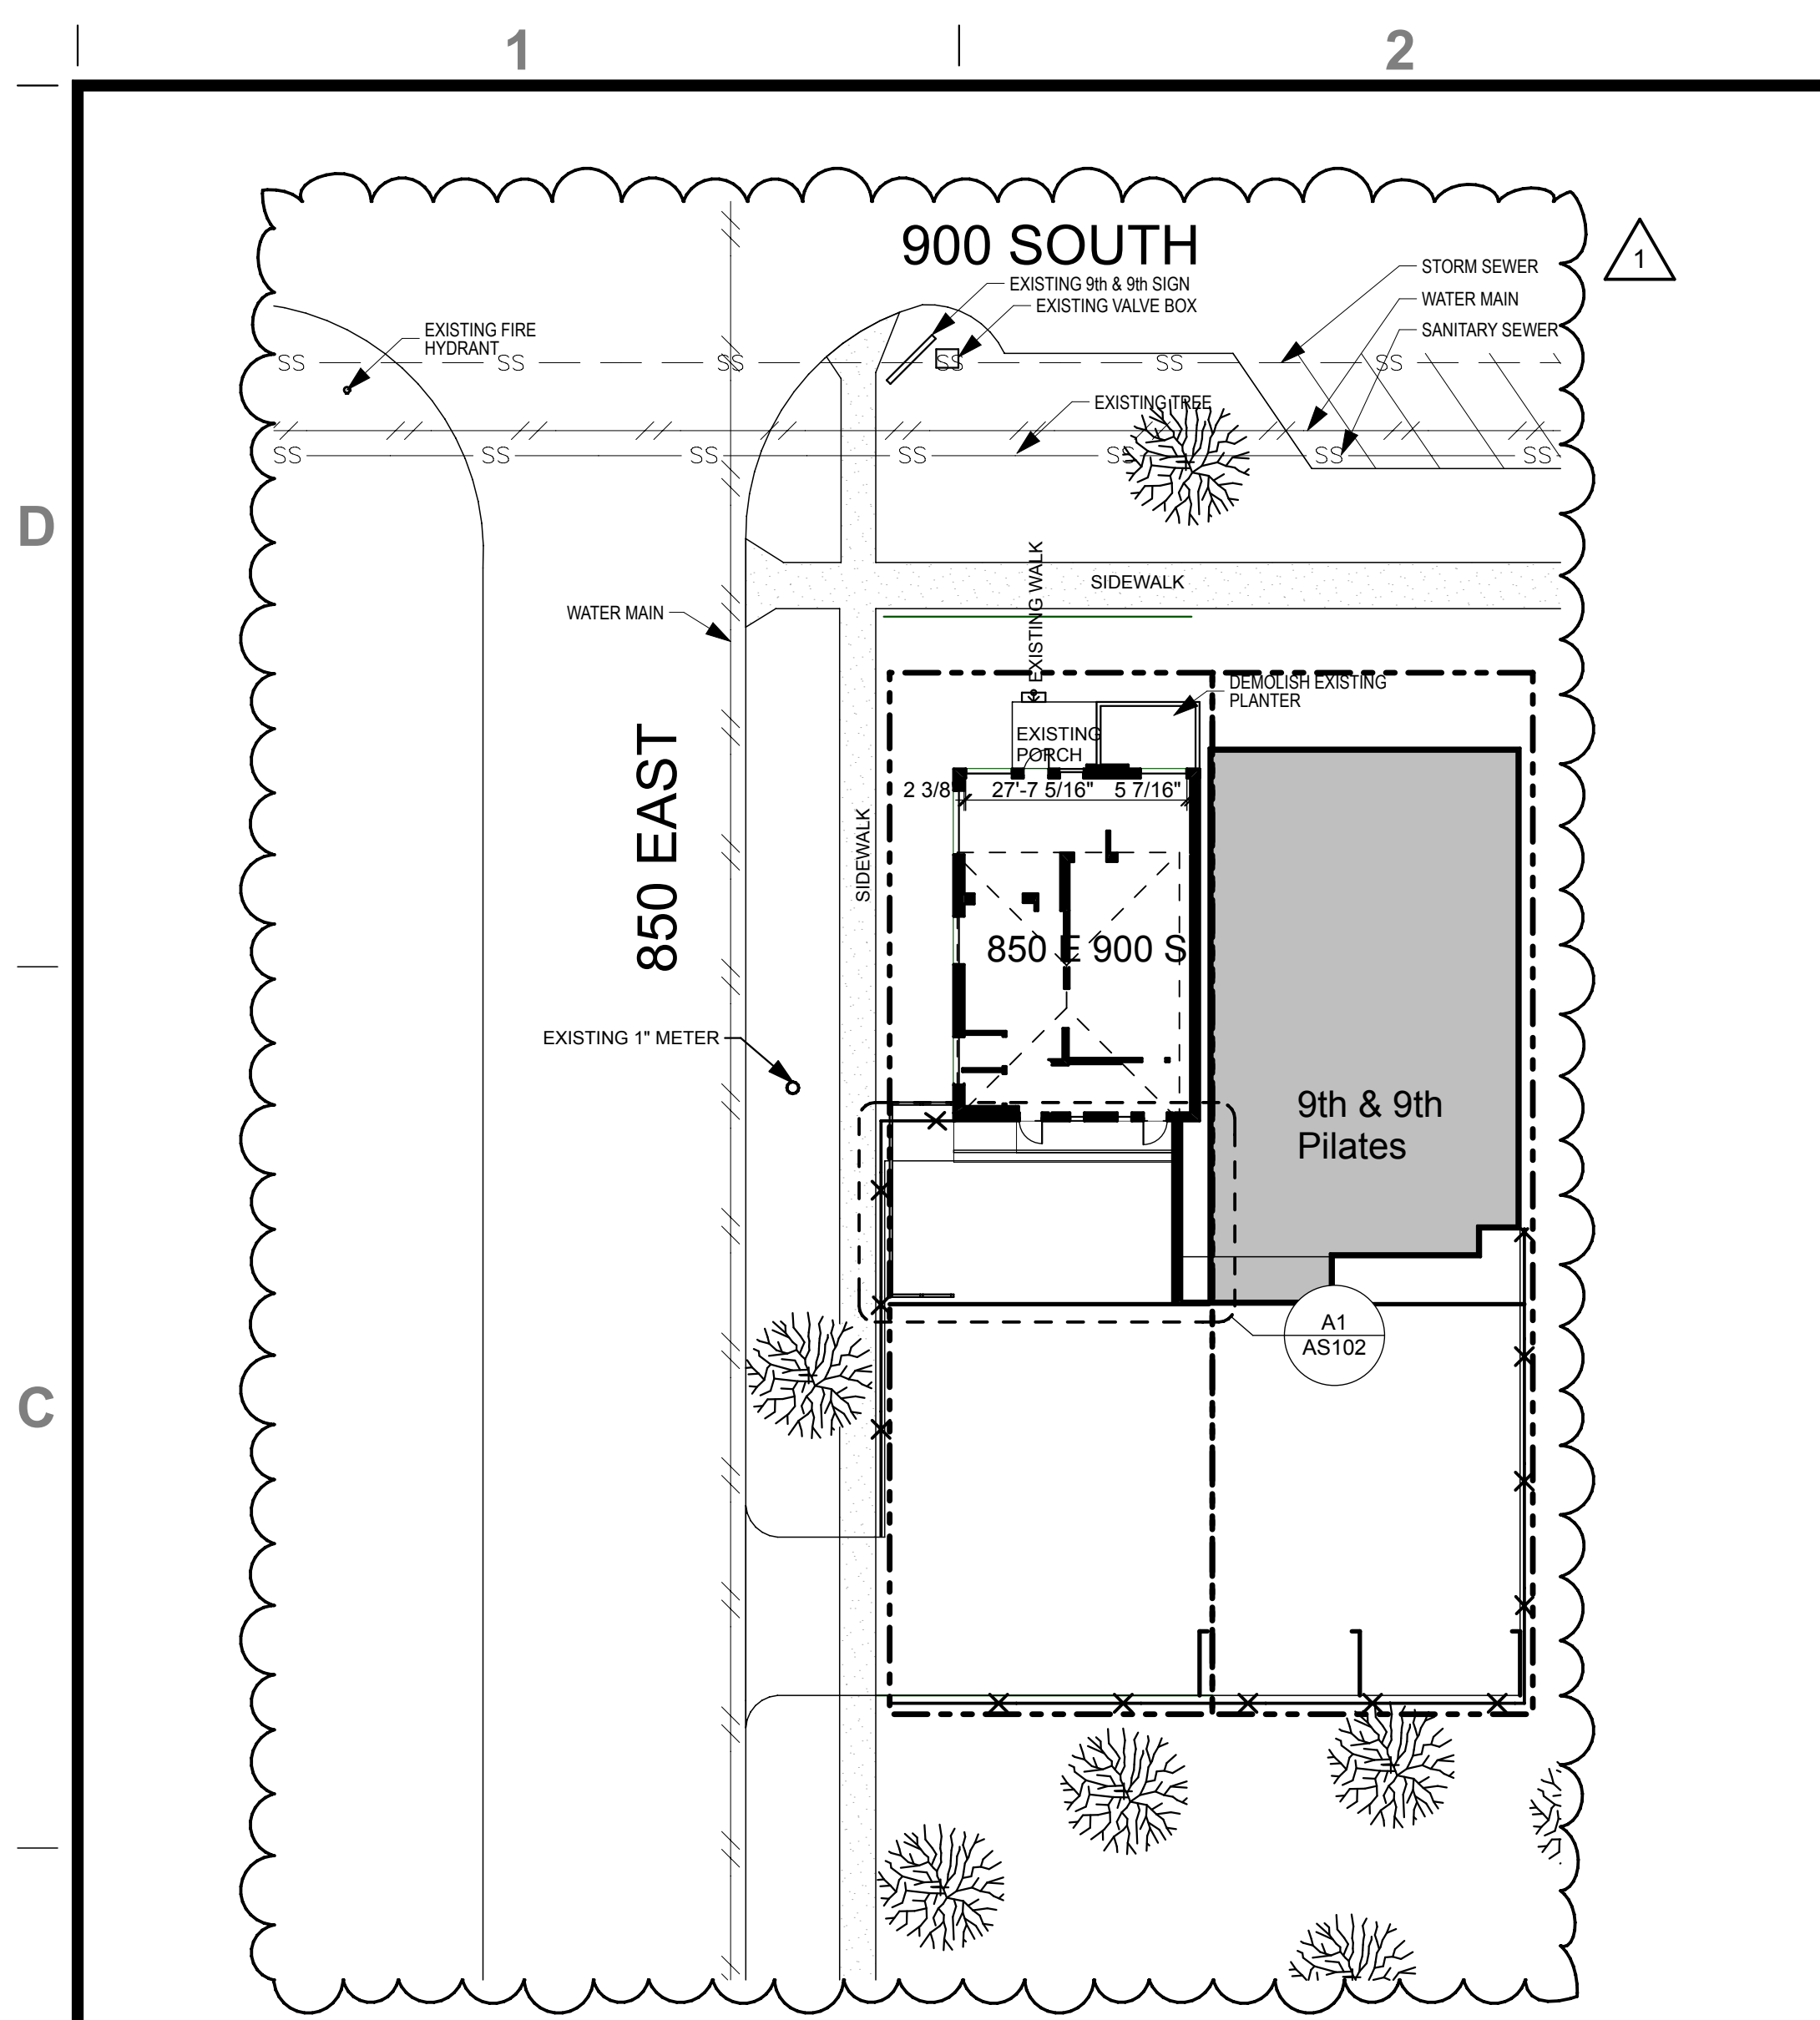 1
2
900 SOUTH
1
EXISTING 9th & 9th SIGN
EXISTING VALVE BOX
STORM SEWER
WATER MAIN
SANITARY SEWER
EXISTING FIRE
HYDRANT
SS
SS
SS
SS
SS
SS
EXISTING TREE
SS
SS
SS
SS
SS
SS
SS
D
EXISTING WALK
SIDEWALK
WATER MAIN
DEMOLISH EXISTING
PLANTER
EXISTING
PORCH
2 3/8"
27'-7 5/16"
5 7/16"
850 EAST
SIDEWALK
850 E 900 S
EXISTING 1" METER
9th & 9th
Pilates
A1
AS102
C